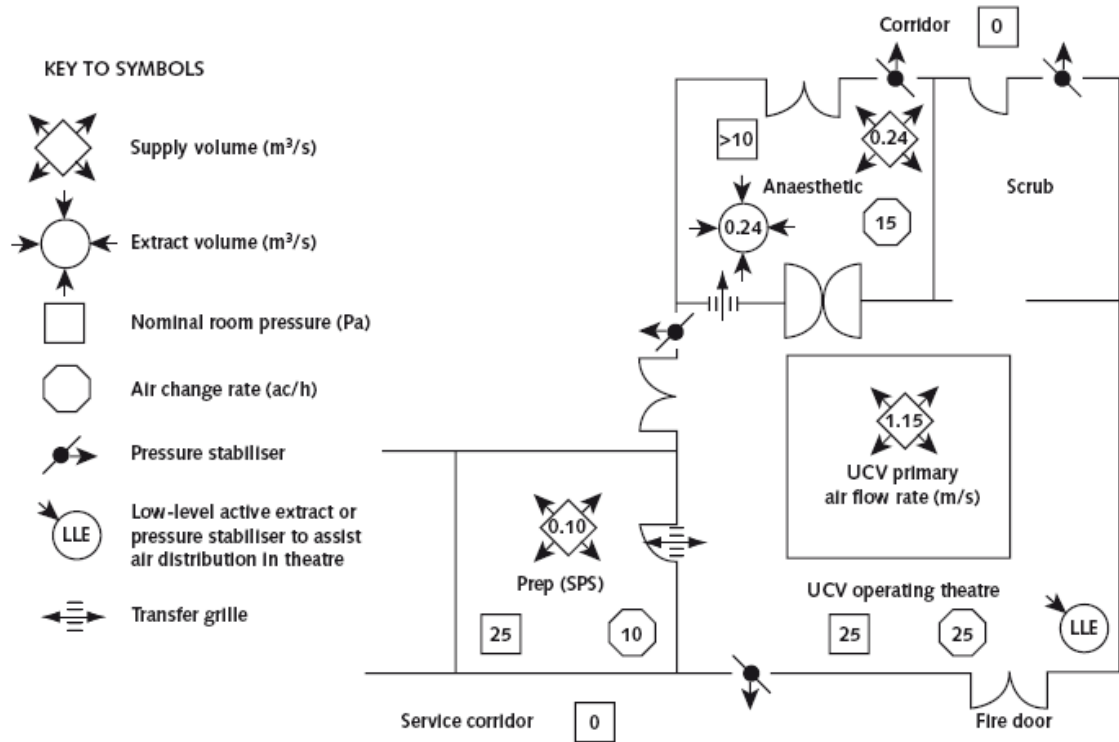 KEY TO SYMBOLS
Supply volume (m³/s)
Extract volume (m³/s)
Nominal room pressure (Pa)
Air change rate (ac/h)
Pressure stabiliser
LLE
Low-level active extract or
pressure stabiliser to assist
air distribution in theatre
Transfer grille
Corridor
0
>10
0.24
Anaesthetic
Scrub
0.24
15
1.15
UCV primary
air flow rate (m/s)
0.10
Prep (SPS)
25
10
UCV operating theatre
25
25
LLE
Service corridor
0
Fire door